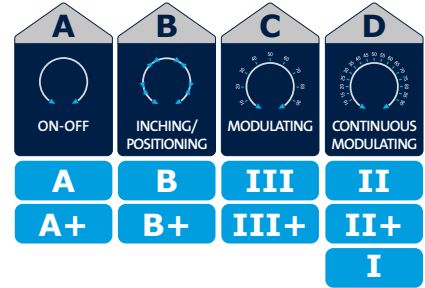 A
B
C
D
ON-OFF
INCHING/
POSITIONING
MODULATING
CONTINUOUS
MODULATING
A
B
III
II
A+
B+
III+
II+
I